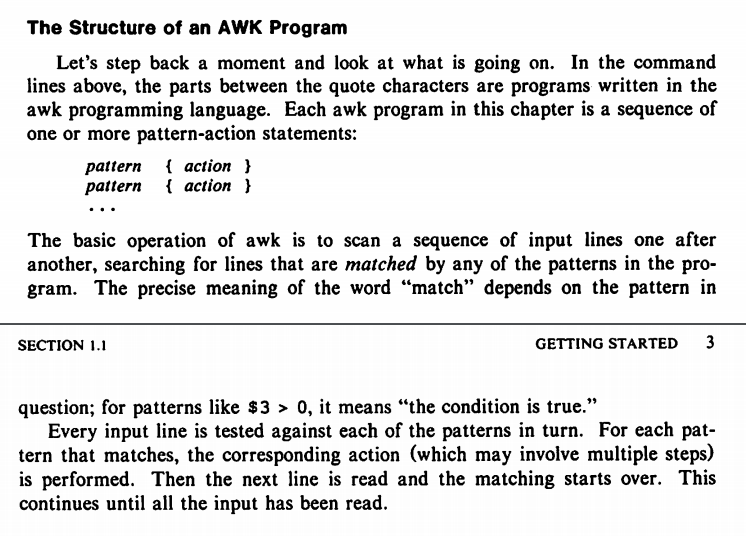 The Structure of an AWK Program
Let's step back a moment and look at what is going on. In the command
lines above, the parts between the quote characters are programs written in the
awk programming language. Each awk program in this chapter is a sequence of
one or more pattern-action statements:
pattern { action }
pattern { action }
...
The basic operation of awk is to scan a sequence of input lines one after
another, searching for lines that are matched by any of the patterns in the pro-
gram. The precise meaning of the word "match" depends on the pattern in
SECTION 1.1 GETTING STARTED 3
question; for patterns like $3 > 0, it means "the condition is true."
Every input line is tested against each of the patterns in turn. For each pat-
tern that matches, the corresponding action (which may involve multiple steps)
is performed. Then the next line is read and the matching starts over. This
continues until all the input has been read.